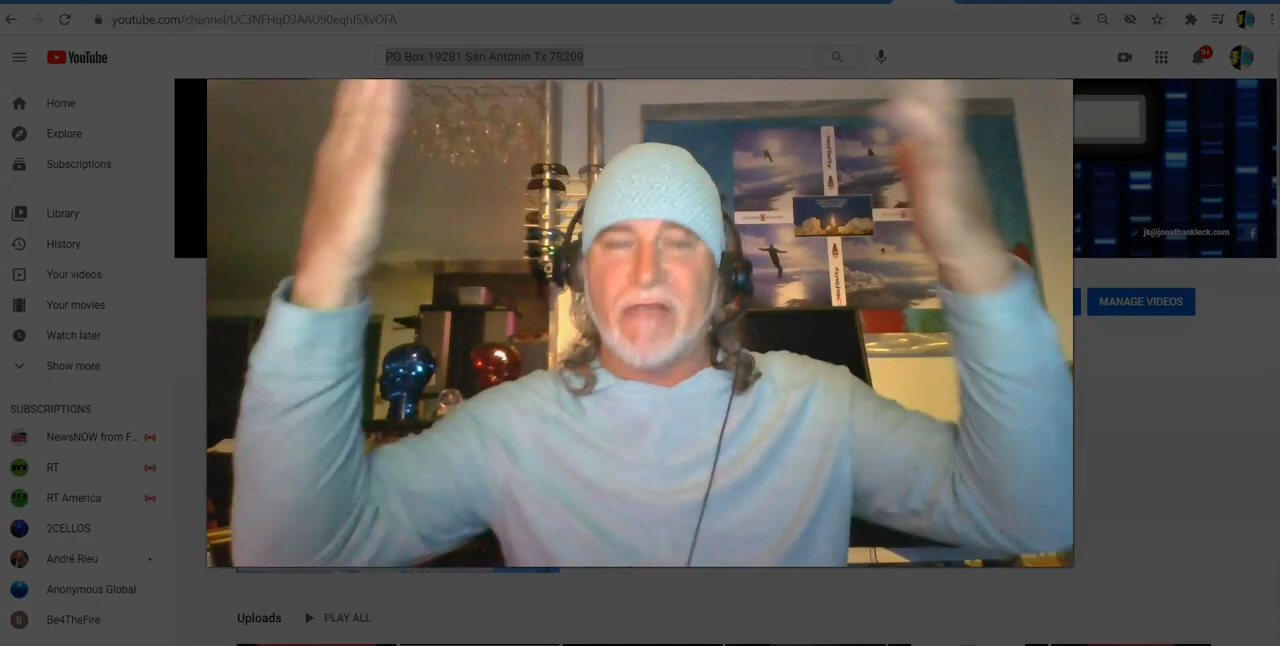 youtube.com/channel/UC3NFHqD3AAU90eqhI5XvOFA
YouTube
PO Box 19281 San Antonio Tx 78209
9+
Home
Explore
Subscriptions
Library
History
Your videos
Your movies
Watch later
Show more
SUBSCRIPTIONS
NewsNOW from F...
RT
RT America
2CELLOS
André Rieu
Anonymous Global
B
Be4TheFire
jk@jonathankleck.com
MANAGE VIDEOS
Uploads
PLAY ALL